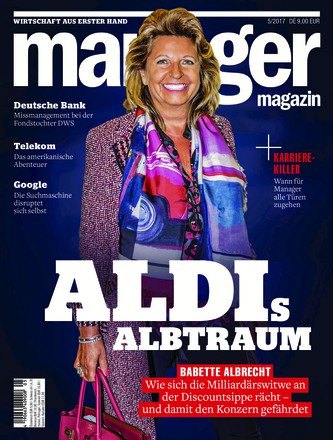 WIRTSCHAFT AUS ERSTER HAND
5/2017 DE 9,00 EUR
manager
magazin
Deutsche Bank
Missmanagement bei der
Fondstochter DWS
Telekom
Das amerikanische
Abenteuer
Google
Die Suchmaschine
disruptet
sich selbst
+
KARRIERE-
KILLER
Wann für
Manager
alle Türen
zugehen
ALDIs
ALBTRAUM
BABETTE ALBRECHT
Wie sich die Milliardärswitwe an
der Discountsippe rächt –
und damit den Konzern gefährdet